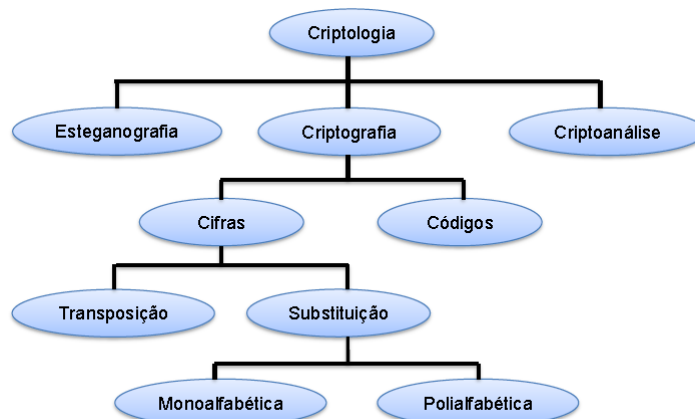 Criptologia
Esteganografia
Criptografia
Criptoanálise
Cifras
Códigos
Transposição
Substituição
Monoalfabética
Polialfabética